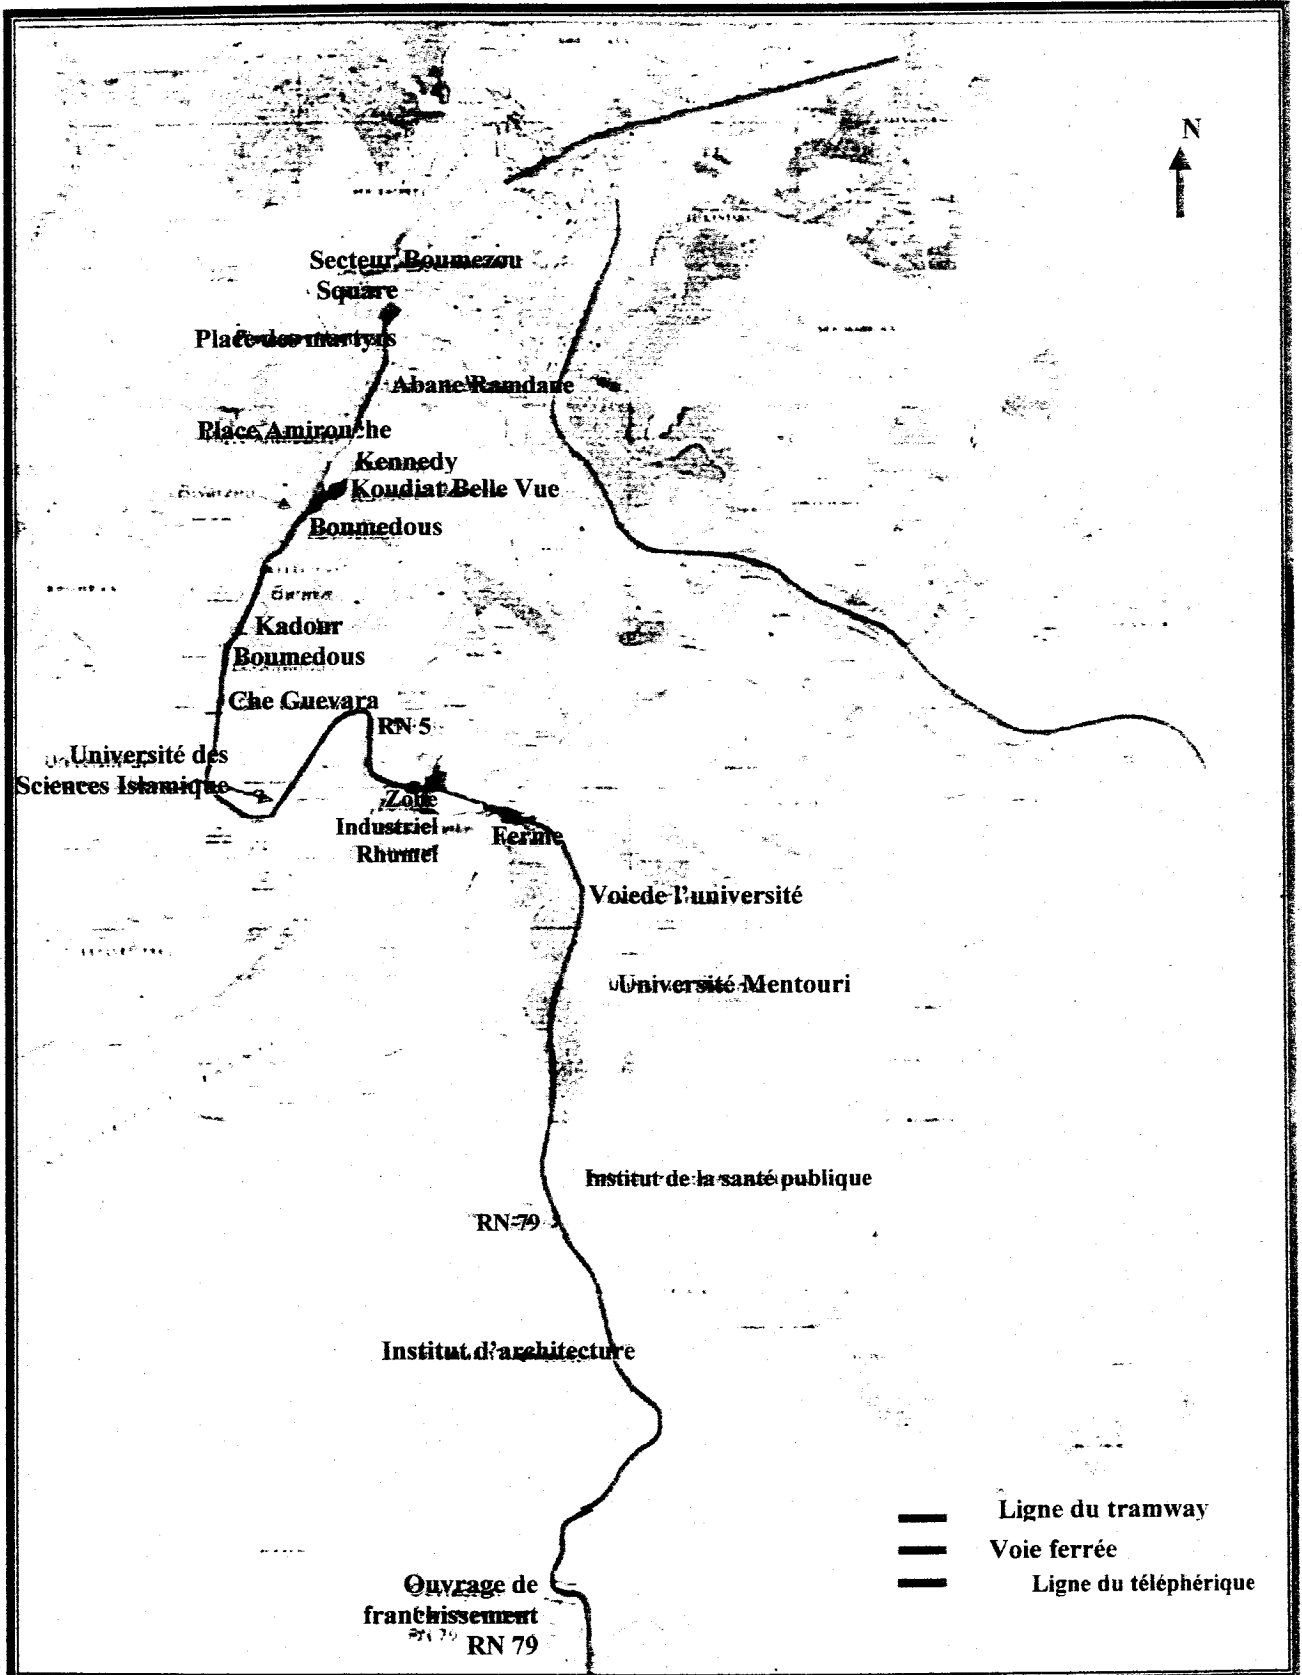 N
Secteur Boumezou
Square
Place des martyrs
Abane Ramdane
Place Amirouche
Kennedy
Koudiat Belle Vue
Boumedous
Kadour
Boumedous
Che Guevara
RN 5
Université des
Sciences Islamique
Zone
Industriel
Rhumel
Ferme
Voiede l'université
Université Mentouri
Institut de la santé publique
RN 79
Institut d'architecture
Ligne du tramway
Voie ferrée
Ligne du téléphérique
Ouvrage de
franchissement
RN 79